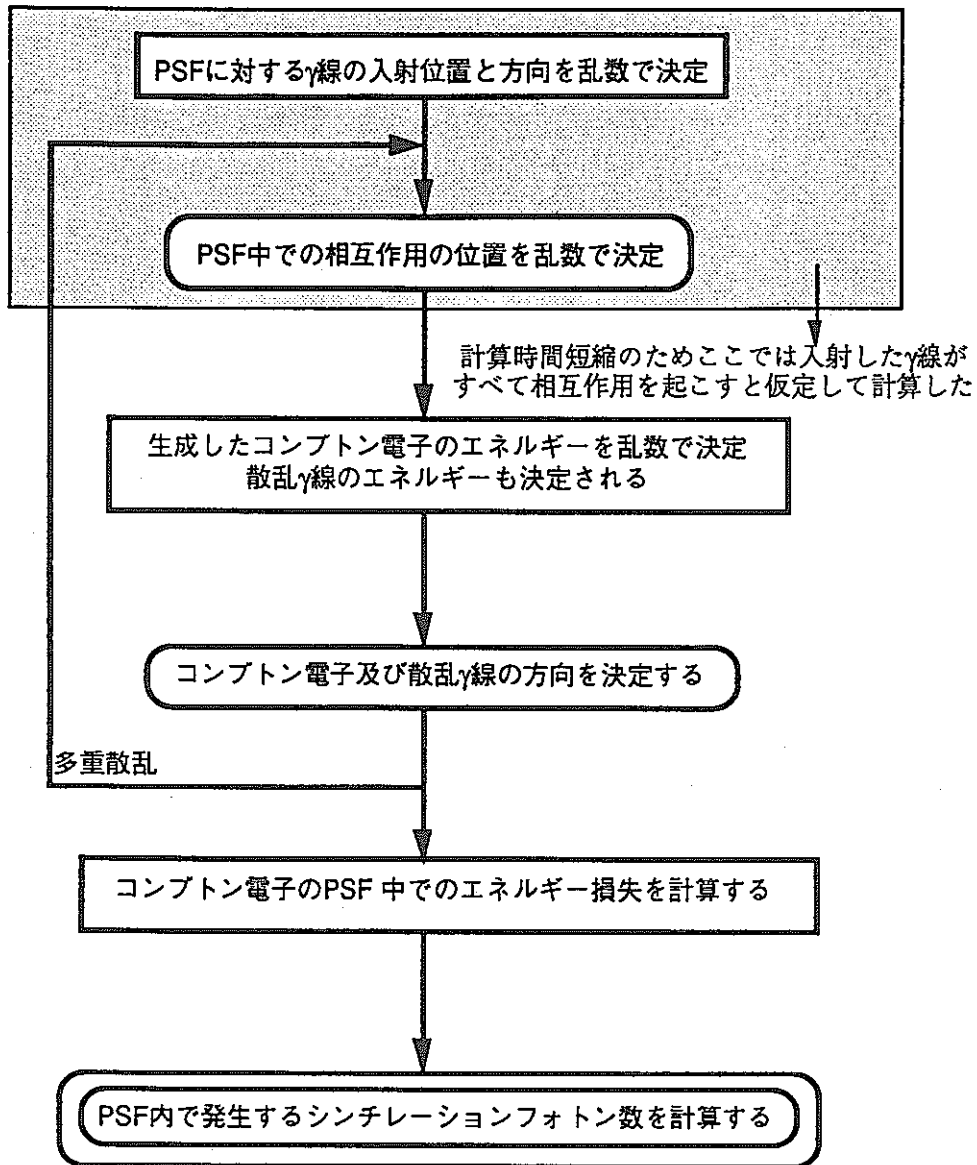 PSFに対するγ線の入射位置と方向を乱数で決定
PSF中での相互作用の位置を乱数で決定
計算時間短縮のためここでは入射したγ線が
すべて相互作用を起こすと仮定して計算した
生成したコンプトン電子のエネルギーを乱数で決定
散乱γ線のエネルギーも決定される
コンプトン電子及び散乱γ線の方向を決定する
多重散乱
コンプトン電子のPSF 中でのエネルギー損失を計算する
PSF内で発生するシンチレーションフォトン数を計算する